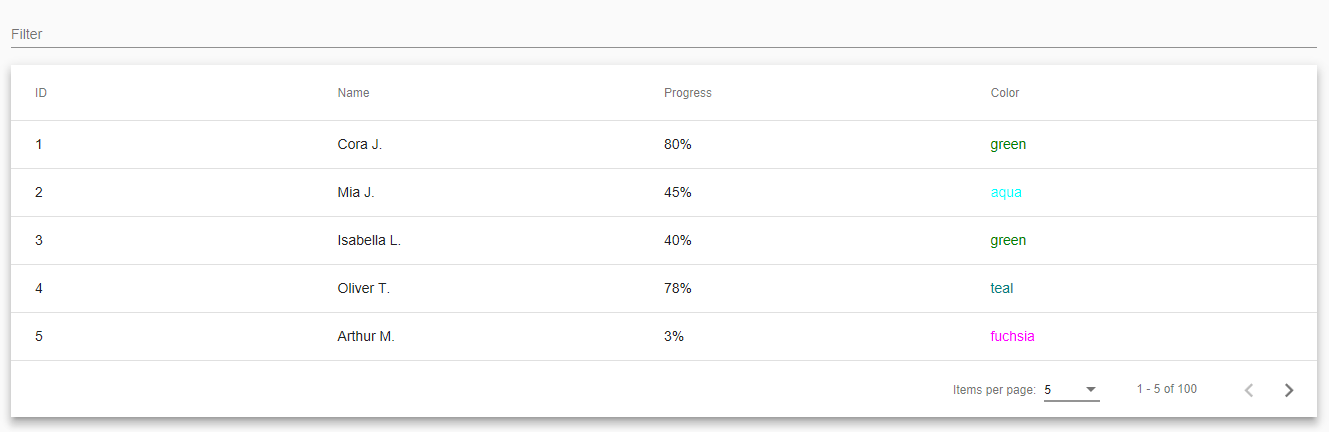 Filter
ID Name Progress Color
1 Cora J. 80% green
2 Mia J. 45% aqua
3 Isabella L. 40% green
4 Oliver T. 78% teal
5 Arthur M. 3% fuchsia
Items per page: 5 1 - 5 of 100